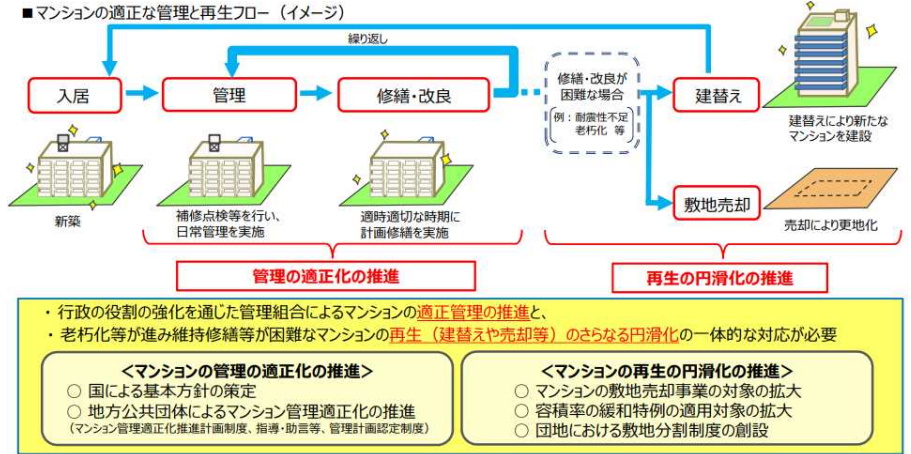 ■マンションの適正な管理と再生フロー（イメージ）
繰り返し
入居
管理
修繕・改良
修繕・改良が
困難な場合
例：耐震性不足
老朽化 等
建替え
敷地売却
新築
補修点検等を行い、
日常管理を実施
適時適切な時期に
計画修繕を実施
建替えにより新たな
マンションを建設
売却により更地化
管理の適正化の推進
再生の円滑化の推進
・行政の役割の強化を通じた管理組合によるマンションの適正管理の推進と、
・老朽化等が進み維持修繕等が困難なマンションの再生（建替えや売却等）のさらなる円滑化の一体的な対応が必要
＜マンションの管理の適正化の推進＞
○ 国による基本方針の策定
○ 地方公共団体によるマンション管理適正化の推進
（マンション管理適正化推進計画制度、指導・助言等、管理計画認定制度）
＜マンションの再生の円滑化の推進＞
○ マンションの敷地売却事業の対象の拡大
○ 容積率の緩和特例の適用対象の拡大
○ 団地における敷地分割制度の創設